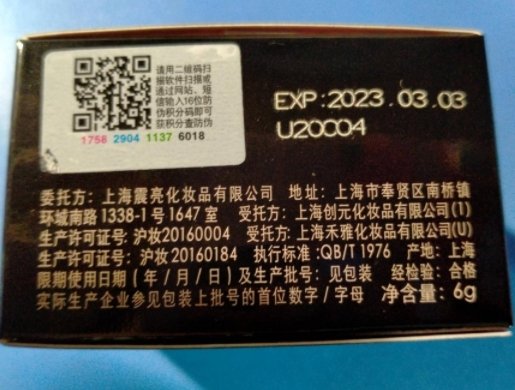 请用二维码扫
描软件扫描或
通过网站、短
信输入16位防
伪积分码即可
获积分查防伪
1758 2904 1137 6018
EXP:2023.03.03
U20004
委托方：上海震亮化妆品有限公司 地址：上海市奉贤区南桥镇
环城南路1338-1号1647室 受托方：上海创元化妆品有限公司(1)
生产许可证号: 沪妆20160004 受托方：上海禾雅化妆品有限公司(U)
生产许可证号：沪妆20160184 执行标准:QB/T 1976 产地：上海
限期使用日期(年/月/日)及生产批号：见包装 经检验：合格
实际生产企业参见包装上批号的首位数字/字母 净含量：6g